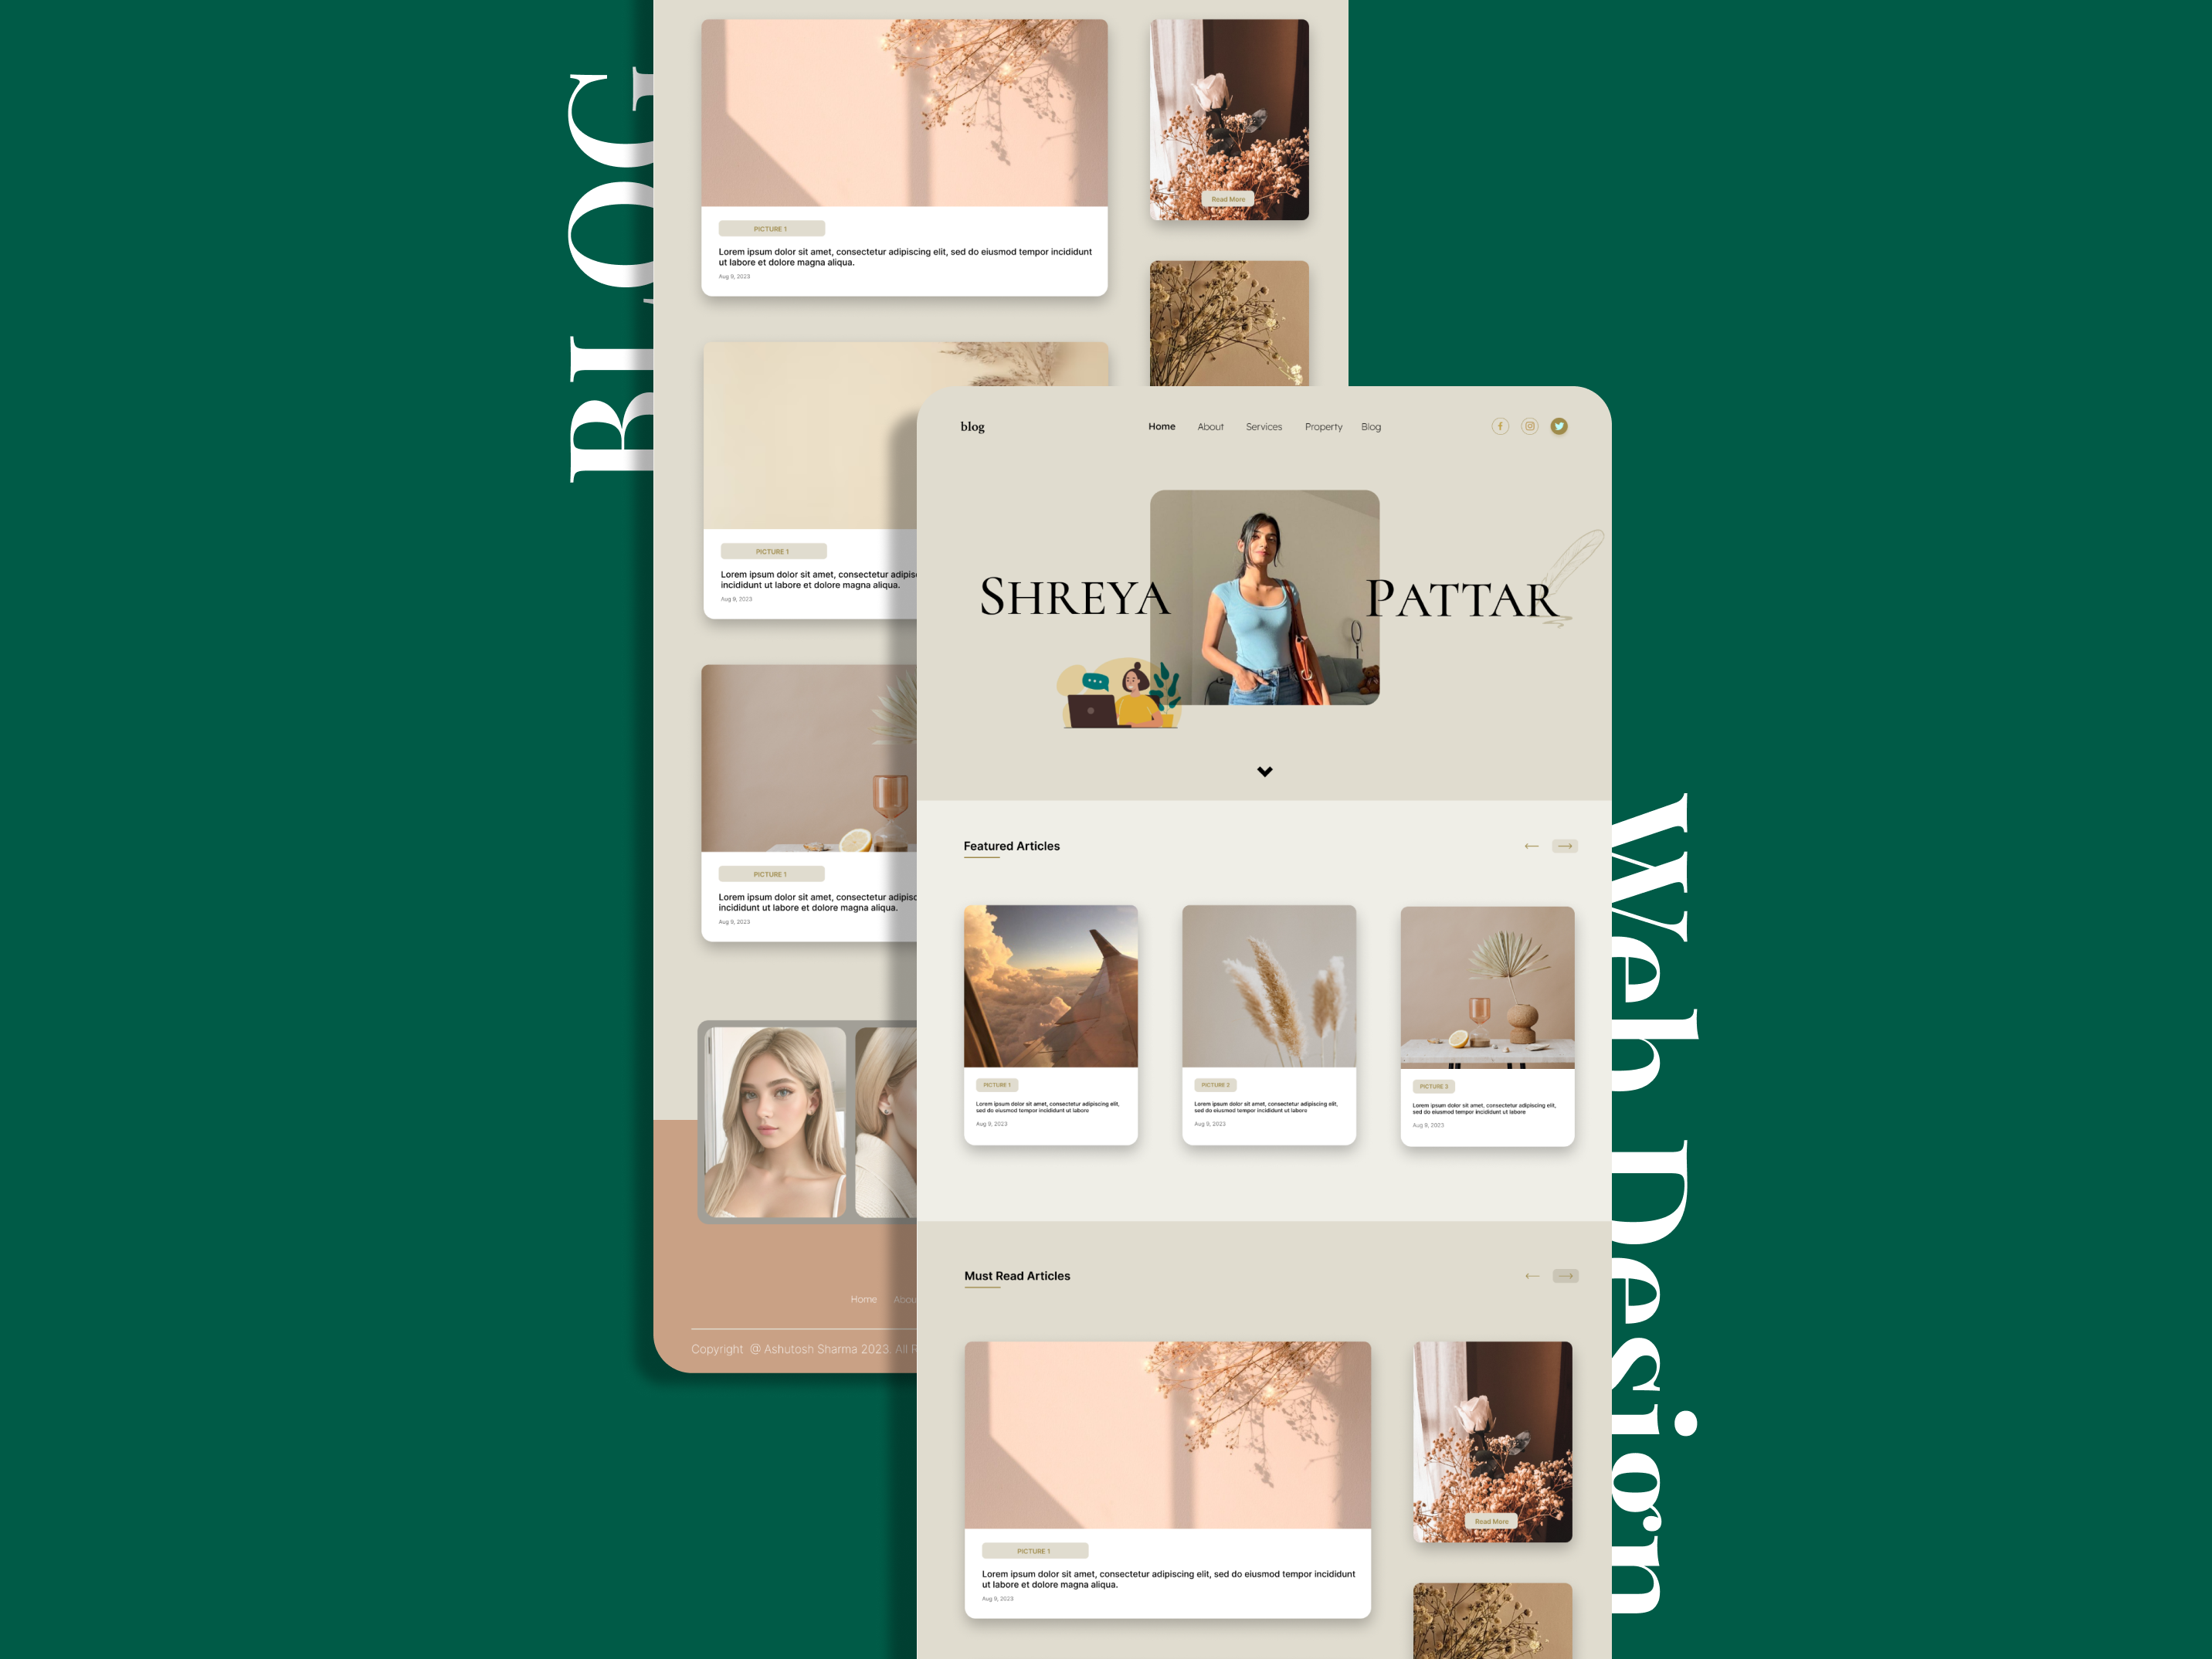 BLOG
PICTURE 1
Lorem ipsum dolor sit amet, consectetur adipiscing elit, sed do eiusmod tempor incididunt
ut labore et dolore magna aliqua.
Aug 9, 2023
Read More
PICTURE 1
Lorem ipsum dolor sit amet, consectetur
incididunt ut labore et dolore magna aliqua.
Aug 9, 2023
PICTURE 1
Lorem ipsum dolor sit amet, consectetur
incididunt ut labore et dolore magna aliqua.
Aug 9, 2023
Home
Copyright @ Ashutosh Sharma 2023. All
blog
Home About Services Property Blog
SHREYA PATTAR
Featured Articles
PICTURE 1
Lorem ipsum dolor sit amet, consectetur adipiscing elit,
sed do eiusmod tempor incididunt ut labore
Aug 9, 2023
PICTURE 2
Lorem ipsum dolor sit amet, consectetur adipiscing elit,
sed do eiusmod tempor incididunt ut labore
Aug 9, 2023
PICTURE 3
Lorem ipsum dolor sit amet, consectetur adipiscing elit,
sed do eiusmod tempor incididunt ut labore
Aug 9, 2023
Must Read Articles
PICTURE 1
Lorem ipsum dolor sit amet, consectetur adipiscing elit, sed do eiusmod tempor incididunt
ut labore et dolore magna aliqua.
Aug 9, 2023
Read More
Web Design